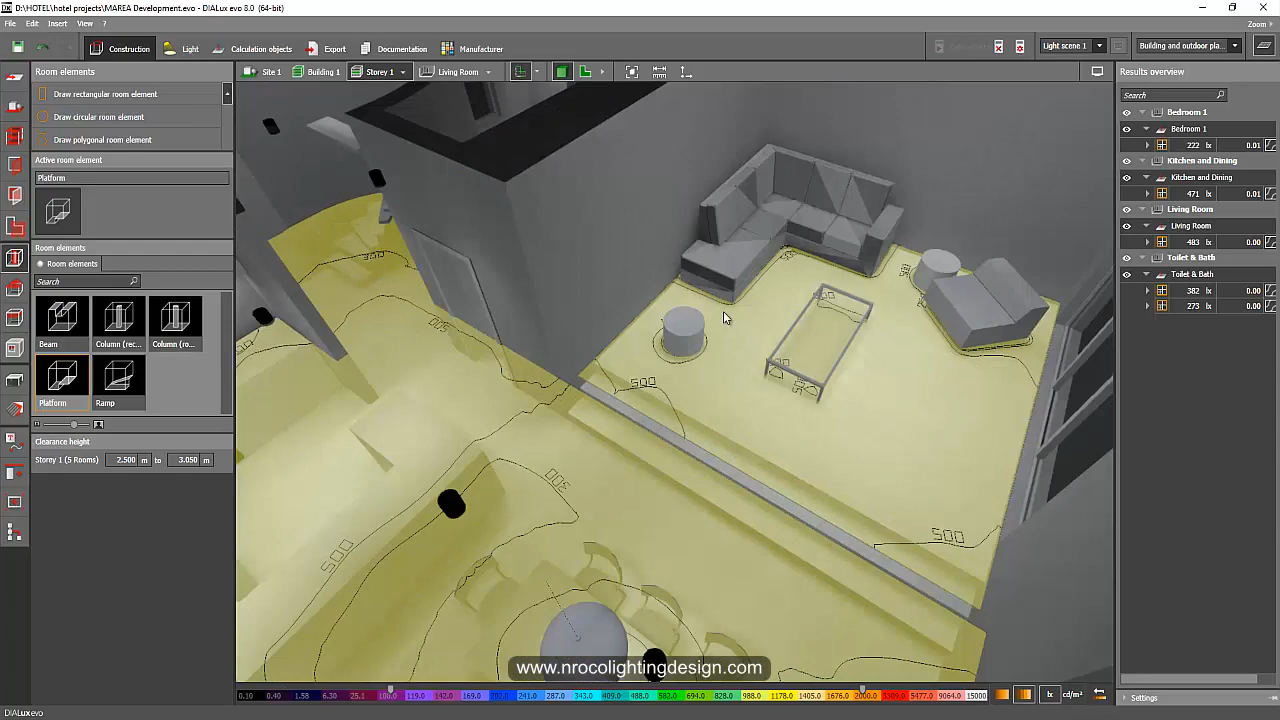 D:\HOTEL\hotel projects\MAREA Development.evo - DIALux evo 8.0 (64-bit)
File Edit Insert View ? Zoom
Construction Light Calculation objects Export Documentation Manufacturer Light scene 1 Building and outdoor pla...
Room elements Site 1 Building 1 Storey 1 Living Room Results overview
Draw rectangular room element
Draw circular room element
Draw polygonal room element
Active room element
Platform
Room elements
Room elements
Search
Beam Column (rec... Column (ro...
Platform Ramp
Clearance height
Storey 1 (5 Rooms) 2.500 m to 3.050 m
500
500
300
500
500
Search
Bedroom 1
Bedroom 1
222 lx 0.01
Kitchen and Dining
Kitchen and Dining
471 lx 0.01
Living Room
Living Room
483 lx 0.00
Toilet & Bath
Toilet & Bath
382 lx 0.00
273 lx 0.00
Settings
www.nrocolightingdesign.com
0.10 0.40 1.58 6.30 25.1 100.0 119.0 142.0 169.0 202.0 241.0 287.0 343.0 409.0 488.0 582.0 694.0 828.0 988.0 1178.0 1406.0 2000.0 3309.0 5477.0 9064.0 15000 lx cd/m²
DIALux evo